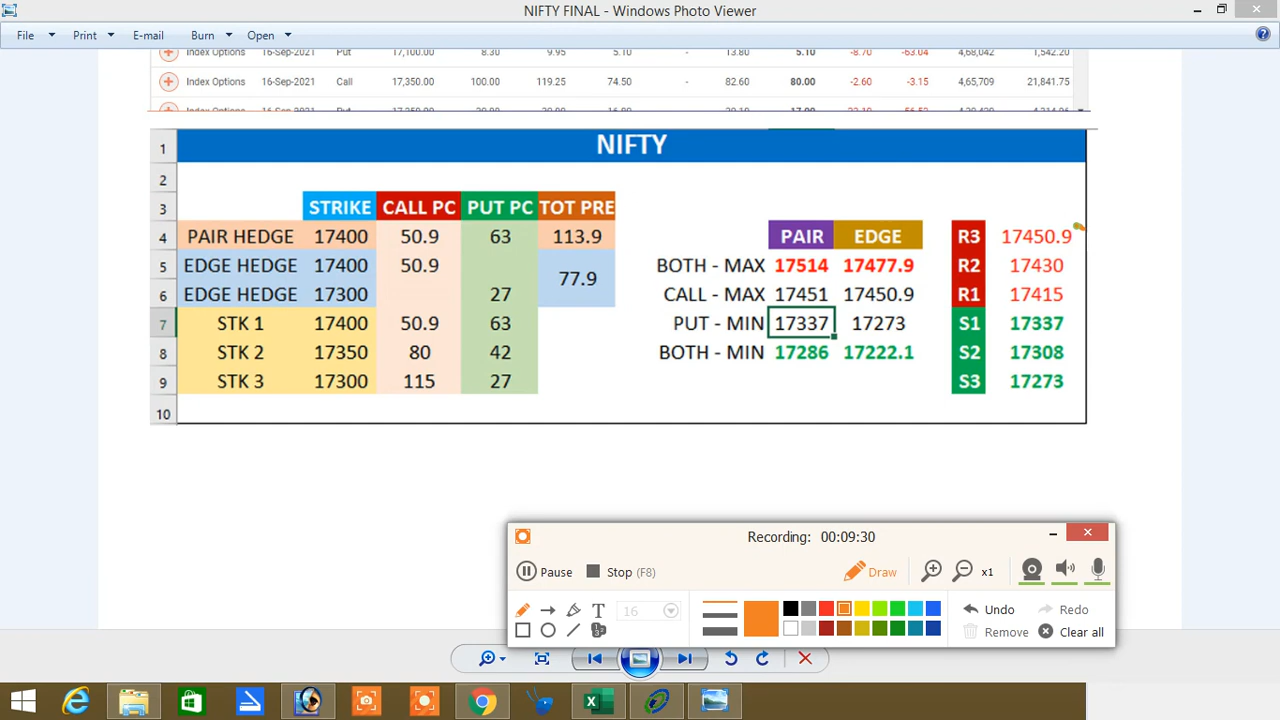 NIFTY FINAL - Windows Photo Viewer
File Print Burn E-mail Open
Index Options 16-Sep-2021 Put 17,100.00 8.30 9.95 5.10 - 13.80 5.10 -8.70 -63.04 4,68,042 1,542.20
Index Options 16-Sep-2021 Call 17,350.00 100.00 119.25 74.50 - 82.60 80.00 -2.60 -3.15 4,65,709 21,841.75
1 NIFTY
2
3 STRIKE CALL PC PUT PC TOT PRE
4 PAIR HEDGE 17400 50.9 63 113.9 PAIR EDGE R3 17450.9
5 EDGE HEDGE 17400 50.9 77.9 BOTH - MAX 17514 17477.9 R2 17430
6 EDGE HEDGE 17300 27 CALL - MAX 17451 17450.9 R1 17415
7 STK 1 17400 50.9 63 PUT - MIN 17337 17273 S1 17337
8 STK 2 17350 80 42 BOTH - MIN 17286 17222.1 S2 17308
9 STK 3 17300 115 27 S3 17273
10
Recording: 00:09:30
Pause Stop (F8) Draw x1
T 16 Undo Redo
Remove Clear all